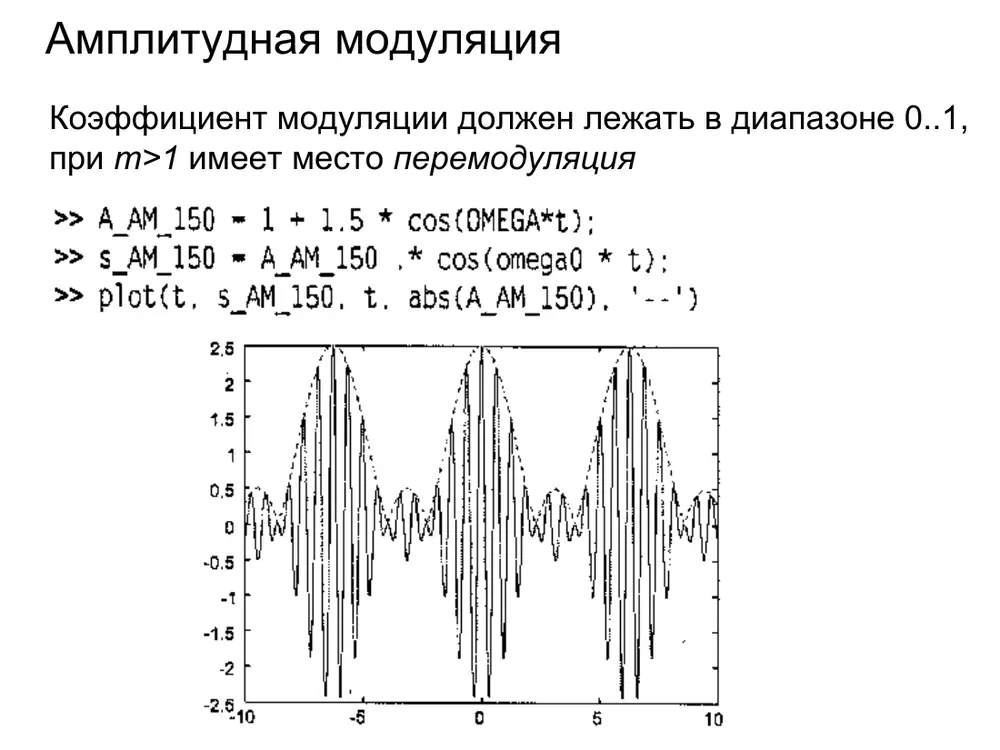 Амплитудная модуляция
Коэффициент модуляции должен лежать в диапазоне 0..1,
при m>1 имеет место перемодуляция
>> A_AM_150 = 1 + 1.5 * cos(OMEGA*t);
>> s_AM_150 = A_AM_150 .* cos(omega0 * t);
>> plot(t, s_AM_150, t, abs(A_AM_150), '--')
2.5
2
1.5
1
0.5
0
-0.5
-1
-1.5
-2
-2.5
-10 -5 0 5 10